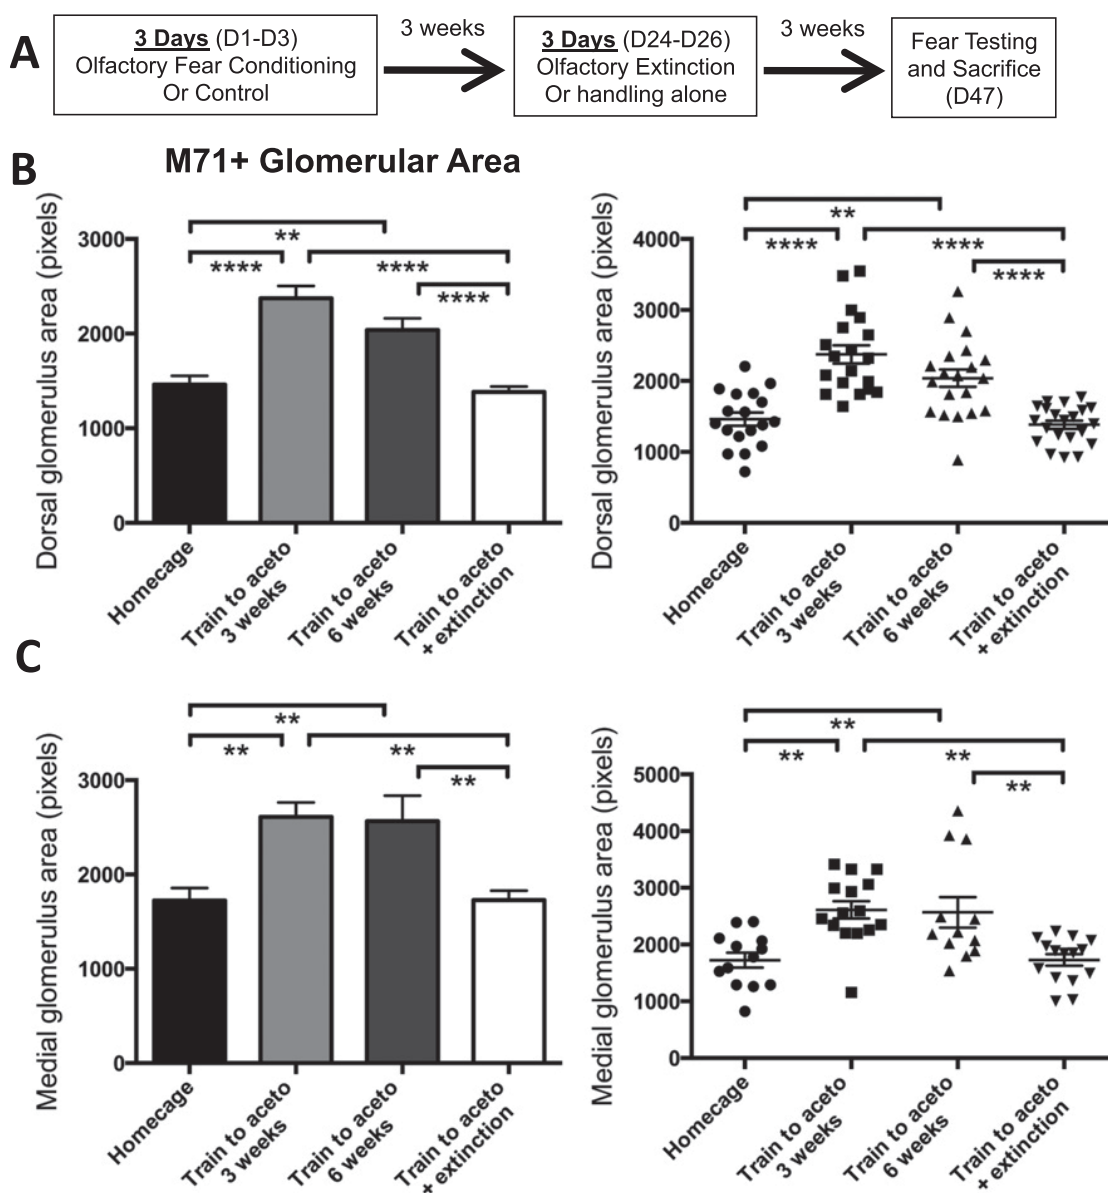 A
3 Days (D1-D3)
Olfactory Fear Conditioning
Or Control
3 weeks
3 Days (D24-D26)
Olfactory Extinction
Or handling alone
3 weeks
Fear Testing
and Sacrifice
(D47)
B
M71+ Glomerular Area
Dorsal glomerulus area (pixels)
3000
2000
1000
0
**
****
****
****
Homecage
Train to aceto
3 weeks
Train to aceto
6 weeks
Train to aceto
+ extinction
Dorsal glomerulus area (pixels)
4000
3000
2000
1000
0
**
****
****
****
Homecage
Train to aceto
3 weeks
Train to aceto
6 weeks
Train to aceto
+ extinction
C
Medial glomerulus area (pixels)
3000
2000
1000
0
**
**
**
**
Homecage
Train to aceto
3 weeks
Train to aceto
6 weeks
Train to aceto
+ extinction
Medial glomerulus area (pixels)
5000
4000
3000
2000
1000
0
**
**
**
**
Homecage
Train to aceto
3 weeks
Train to aceto
6 weeks
Train to aceto
+ extinction